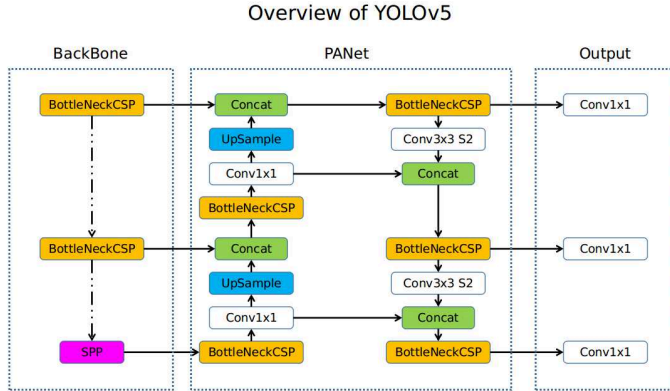 Overview of YOLOv5
BackBone PANet Output
BottleNeckCSP Concat BottleNeckCSP Conv1x1
UpSample Conv3x3 S2
Conv1x1 Concat
BottleNeckCSP
BottleNeckCSP Concat BottleNeckCSP Conv1x1
UpSample Conv3x3 S2
Conv1x1 Concat
SPP BottleNeckCSP BottleNeckCSP Conv1x1